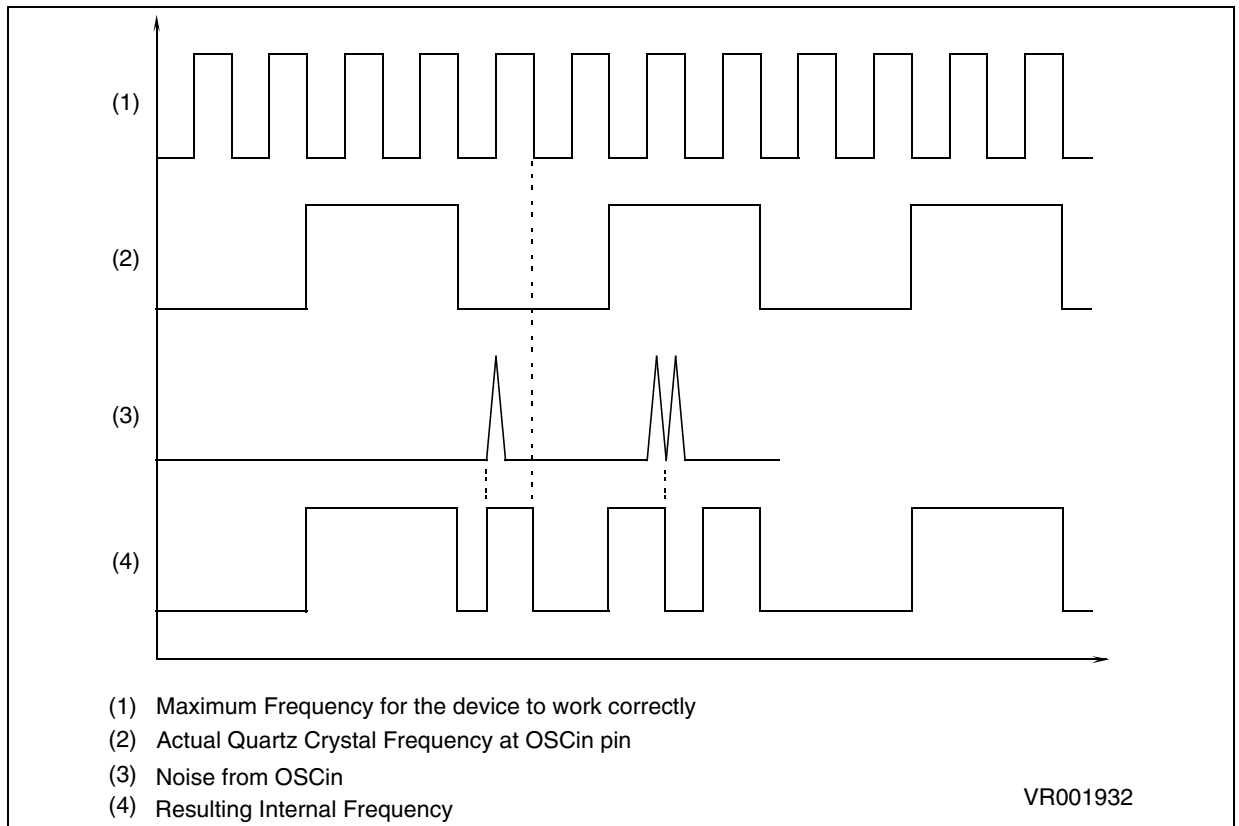 (1)
(2)
(3)
(4)
(1) Maximum Frequency for the device to work correctly
(2) Actual Quartz Crystal Frequency at OSCin pin
(3) Noise from OSCin
(4) Resulting Internal Frequency
VR001932